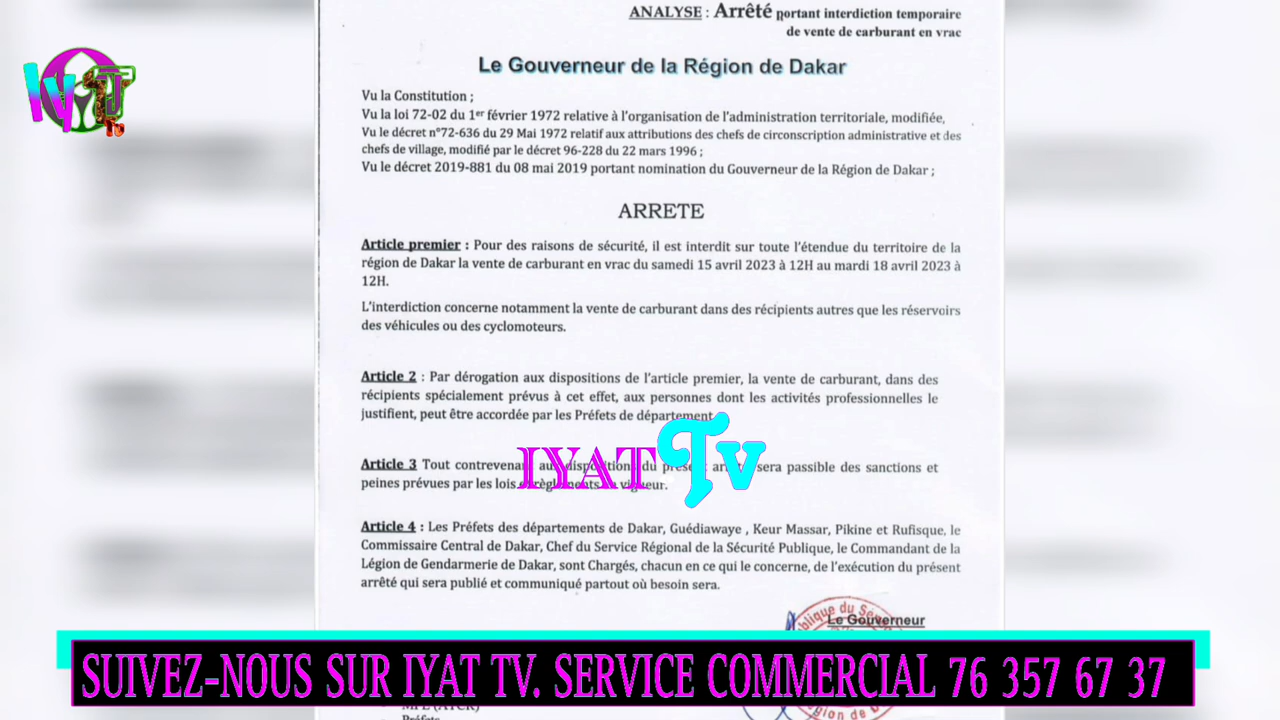 ANALYSE : Arrêté portant interdiction temporaire
de vente de carburant en vrac
Le Gouverneur de la Région de Dakar
Vu la Constitution ;
Vu la loi 72-02 du 1er février 1972 relative à l'organisation de l'administration territoriale, modifiée,
Vu le décret n°72-636 du 29 Mai 1972 relatif aux attributions des chefs de circonscription administrative et des
chefs de village, modifié par le décret 96-228 du 22 mars 1996 ;
Vu le décret 2019-881 du 08 mai 2019 portant nomination du Gouverneur de la Région de Dakar ;
ARRETE
Article premier : Pour des raisons de sécurité, il est interdit sur toute l'étendue du territoire de la
région de Dakar la vente de carburant en vrac du samedi 15 avril 2023 à 12H au mardi 18 avril 2023 à
12H.
L'interdiction concerne notamment la vente de carburant dans des récipients autres que les réservoirs
des véhicules ou des cyclomoteurs.
Article 2 : Par dérogation aux dispositions de l'article premier, la vente de carburant, dans des
récipients spécialement prévus à cet effet, aux personnes dont les activités professionnelles le
justifient, peut être accordée par les Préfets de département
IYAT Tv
Article 3 Tout contrevenant aux dispositions du présent arrêté sera passible des sanctions et
peines prévues par les lois et règlements en vigueur.
Article 4 : Les Préfets des départements de Dakar, Guédiawaye , Keur Massar, Pikine et Rufisque, le
Commissaire Central de Dakar, Chef du Service Régional de la Sécurité Publique, le Commandant de la
Légion de Gendarmerie de Dakar, sont Chargés, chacun en ce qui le concerne, de l'exécution du présent
arrêté qui sera publié et communiqué partout où besoin sera.
Le Gouverneur
SUIVEZ-NOUS SUR IYAT TV. SERVICE COMMERCIAL 76 357 67 37